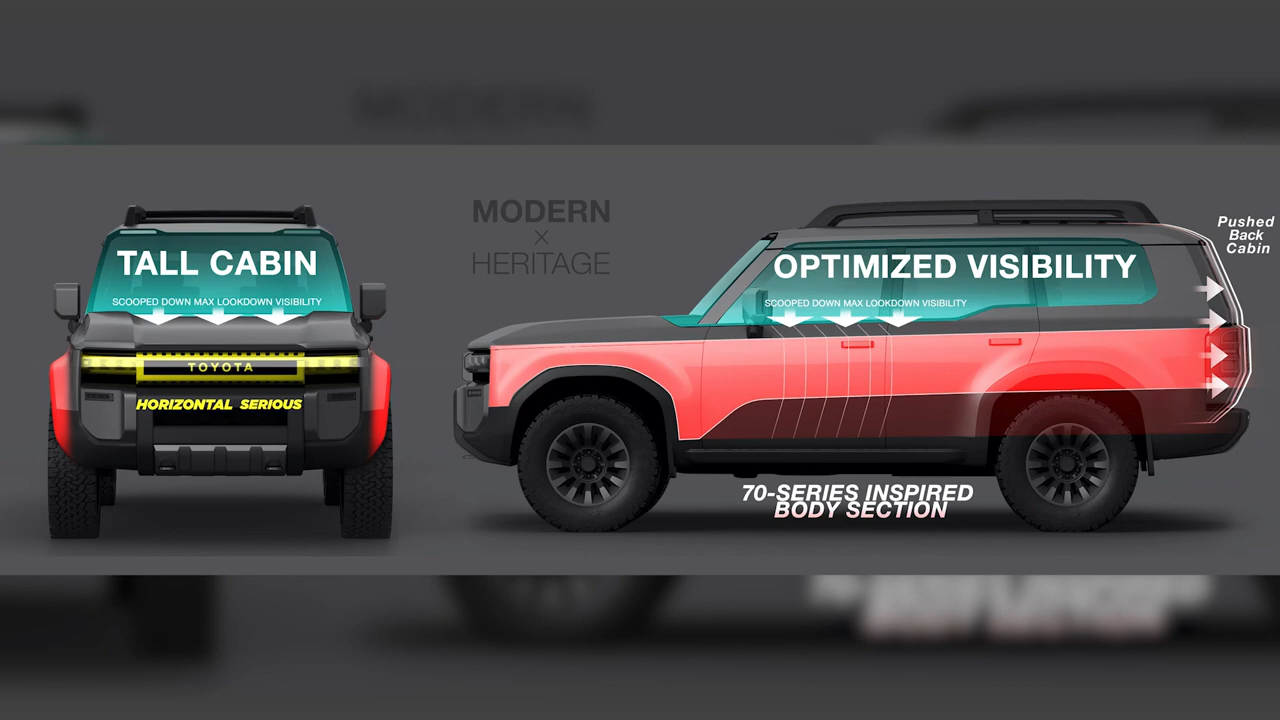 MODERN
×
HERITAGE
TALL CABIN
SCOOPED DOWN MAX LOOKDOWN VISIBILITY
TOYOTA
HORIZONTAL SERIOUS
OPTIMIZED VISIBILITY
SCOOPED DOWN MAX LOOKDOWN VISIBILITY
Pushed
Back
Cabin
70-SERIES INSPIRED
BODY SECTION